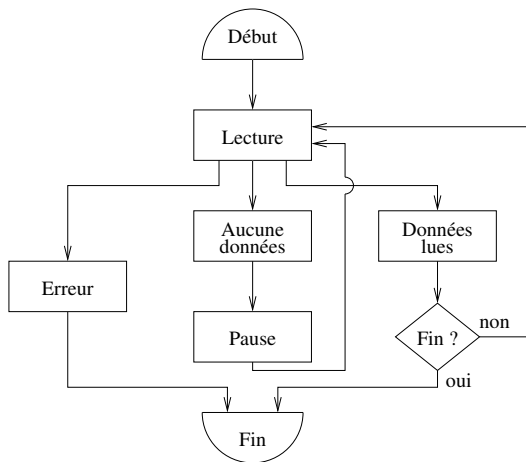 Début
Lecture
Aucune
données
Données
lues
Erreur
Pause
Fin ?
non
oui
Fin